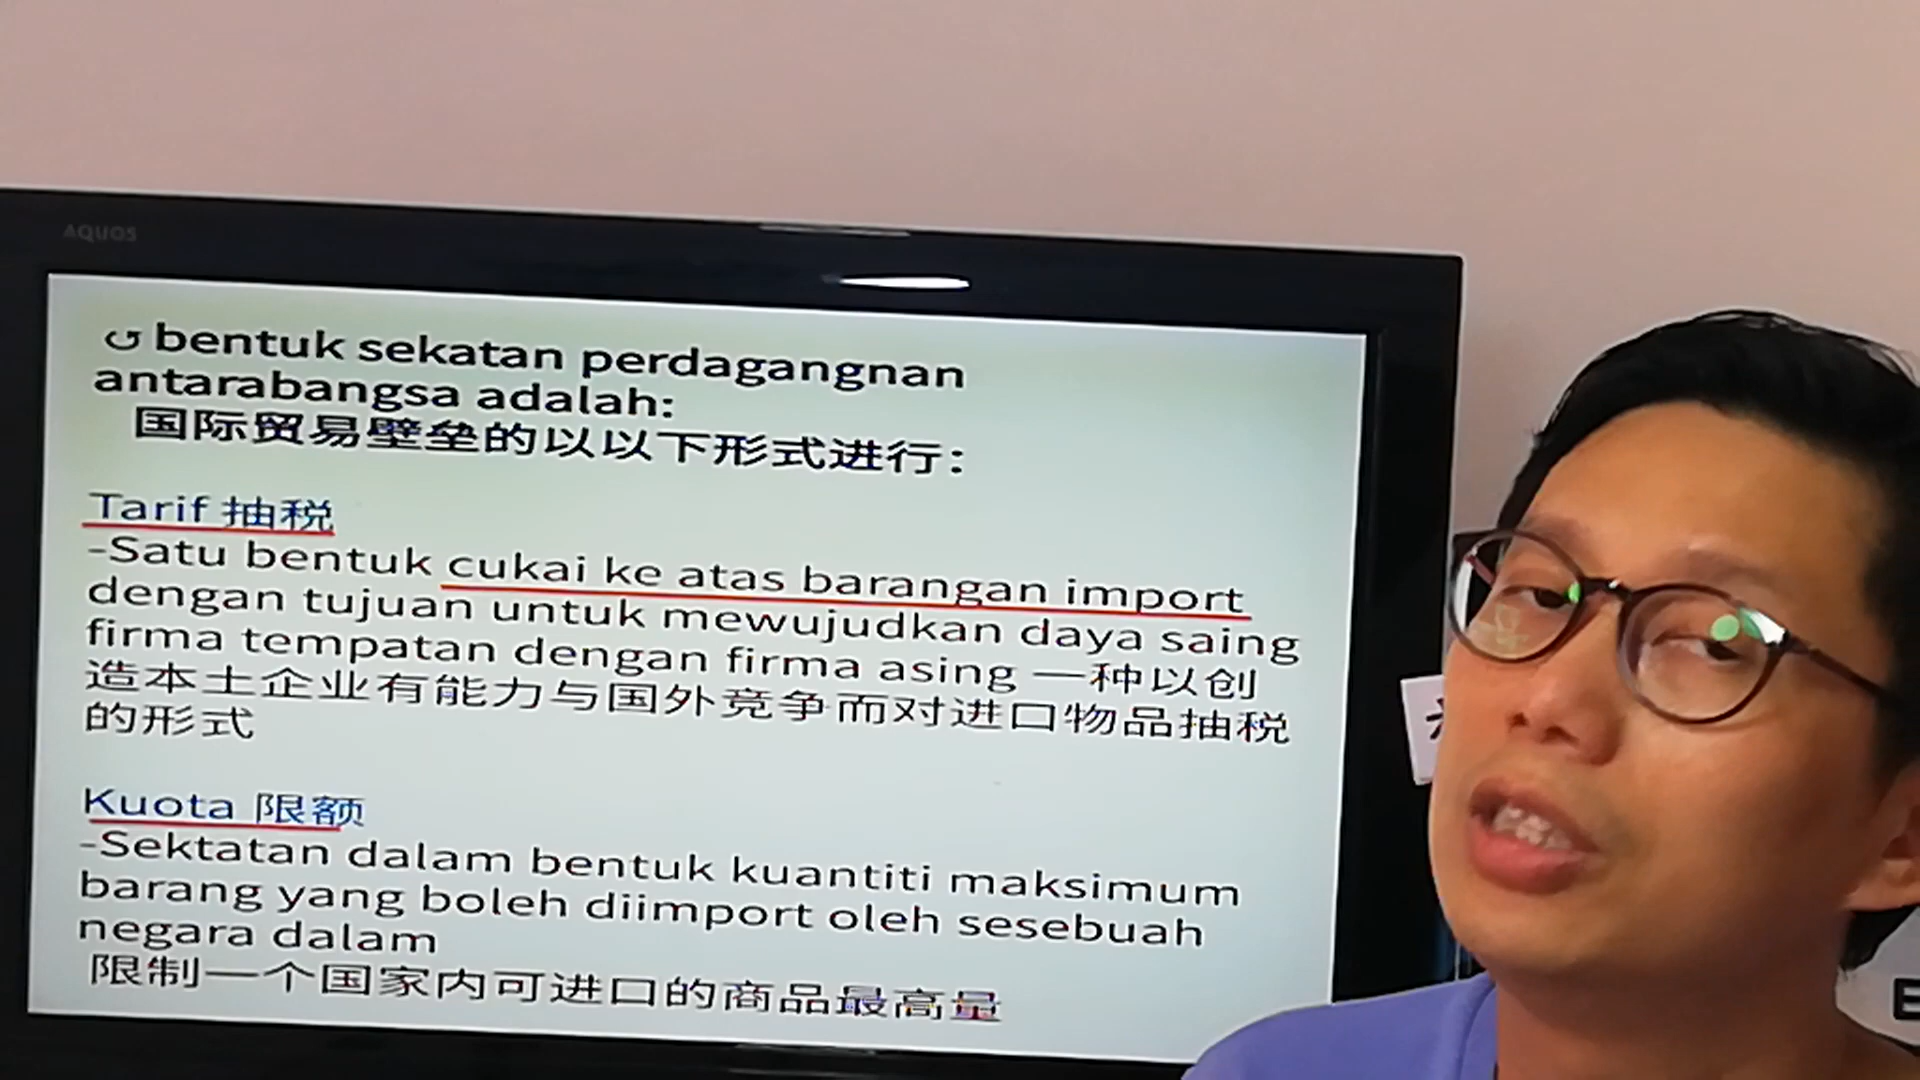 AQUOS
↺ bentuk sekatan perdagangnan
antarabangsa adalah:
国际贸易壁垒的以以下形式进行：
Tarif 抽税
-Satu bentuk cukai ke atas barangan import
dengan tujuan untuk mewujudkan daya saing
firma tempatan dengan firma asing 一种以创
造本土企业有能力与国外竞争而对进口物品抽税
的形式
Kuota 限额
-Sektatan dalam bentuk kuantiti maksimum
barang yang boleh diimport oleh sesebuah
negara dalam
限制一个国家内可进口的商品最高量